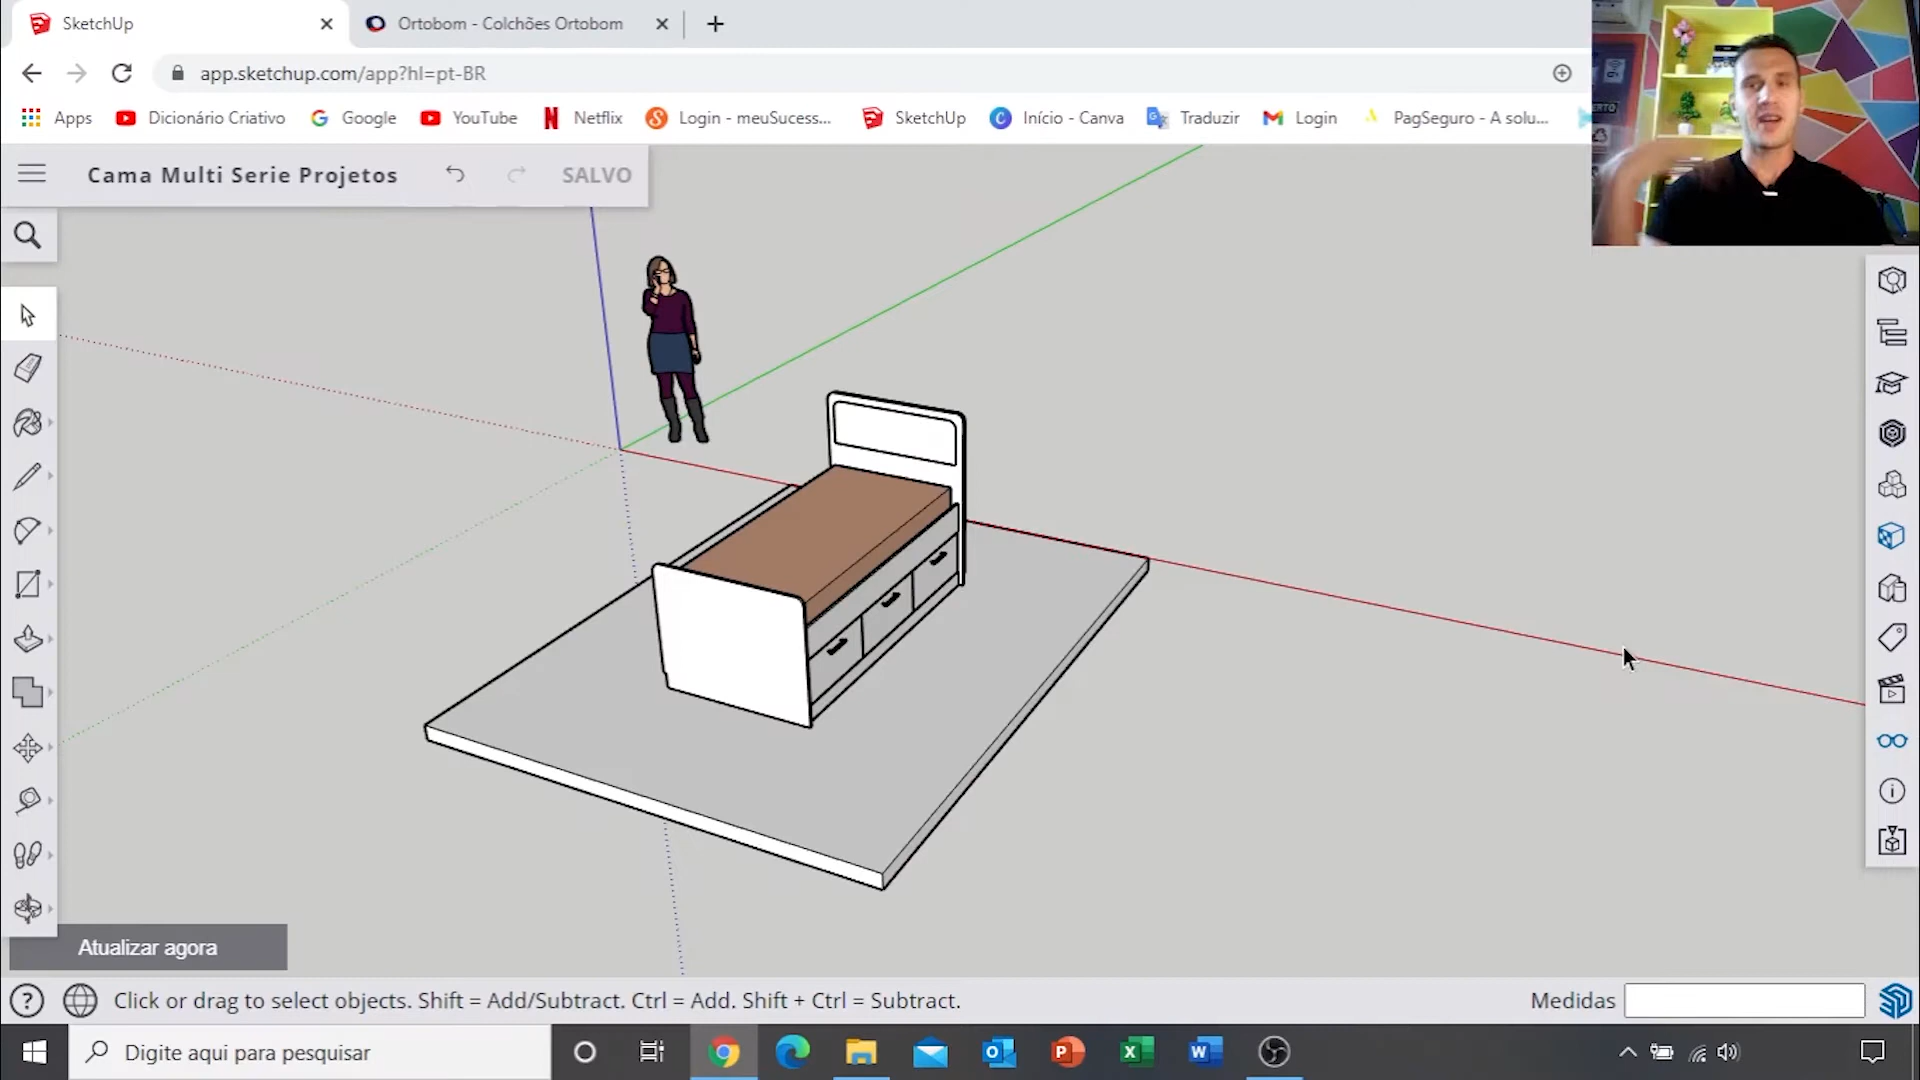 SketchUp
Ortobom - Colchões Ortobom
app.sketchup.com/app?hl=pt-BR
Apps
Dicionário Criativo
Google
YouTube
Netflix
Login - meuSucess...
SketchUp
Início - Canva
Traduzir
Login
PagSeguro - A solu...
Cama Multi Serie Projetos
SALVO
Atualizar agora
Click or drag to select objects. Shift = Add/Subtract. Ctrl = Add. Shift + Ctrl = Subtract.
Medidas
Digite aqui para pesquisar